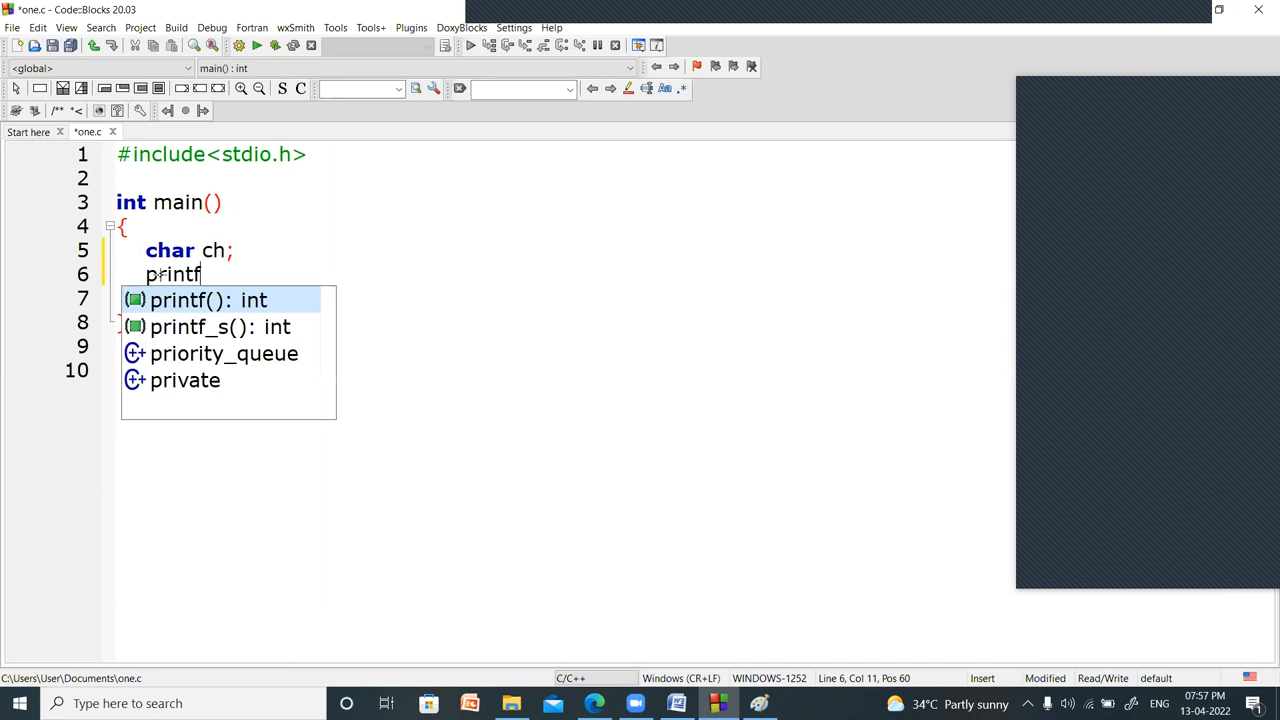 *one.c - Code::Blocks 20.03
File Edit View Search Project Build Debug Fortran wxSmith Tools Tools+ Plugins DoxyBlocks Settings Help
<global> main() : int
S C
/** *< Aa .*
Start here *one.c
1 #include<stdio.h>
2
3 int main()
4 {
5 char ch;
6 printf
7 printf(): int
8 } printf_s(): int
9 priority_queue
10 private
C:\Users\User\Documents\one.c C/C++ Windows (CR+LF) WINDOWS-1252 Line 6, Col 11, Pos 60 Insert Modified Read/Write default
Type here to search 34°C Partly sunny ENG 07:57 PM
13-04-2022